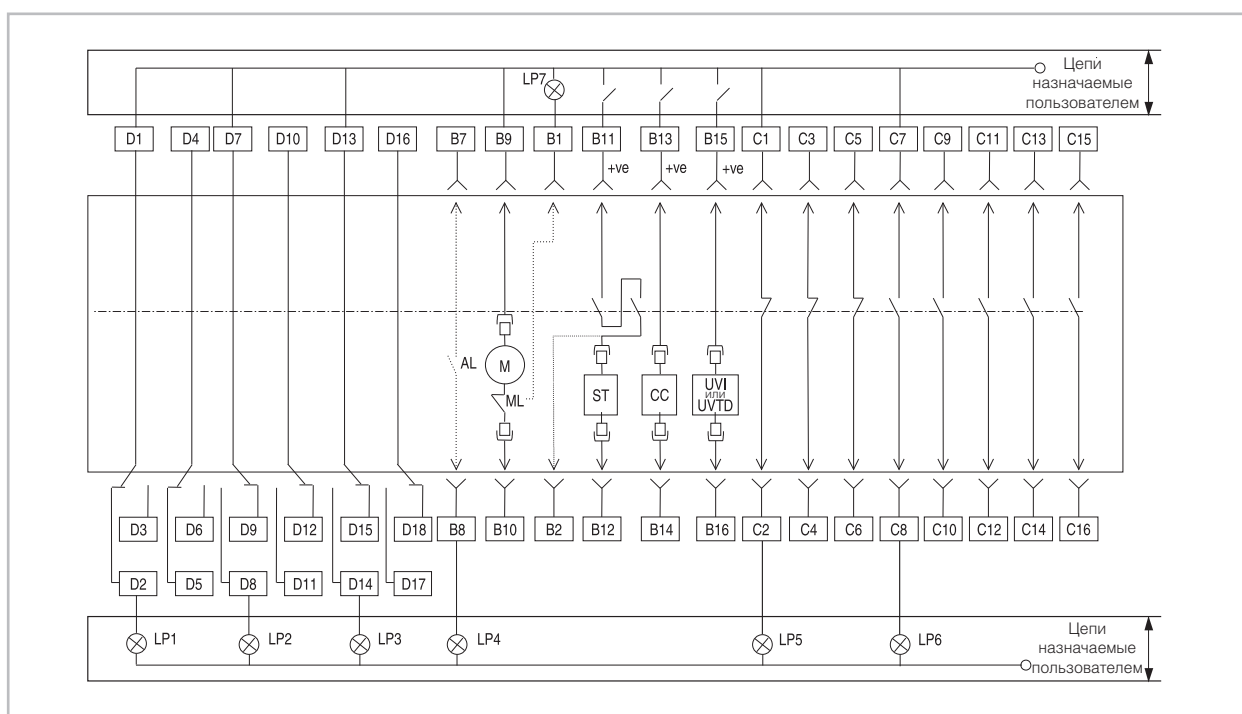 LP7
Цепи
назначаемые
пользователем
D1 D4 D7 D10 D13 D16 B7 B9 B1 B11 B13 B15 C1 C3 C5 C7 C9 C11 C13 C15
+ve +ve +ve
AL M ML ST CC UVI
или
UVTD
D3 D6 D9 D12 D15 D18 B8 B10 B2 B12 B14 B16 C2 C4 C6 C8 C10 C12 C14 C16
D2 D5 D8 D11 D14 D17
LP1 LP2 LP3 LP4 LP5 LP6
Цепи
назначаемые
пользователем